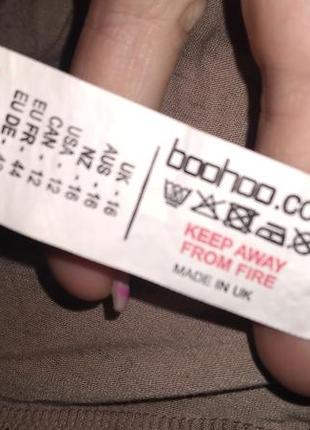 UK - 16
AUS - 16
NZ - 16
USA - 12
CAN - 12
EU FR - 44
EU DE -
boohoo.co
KEEP AWAY
FROM FIRE
MADE IN UK